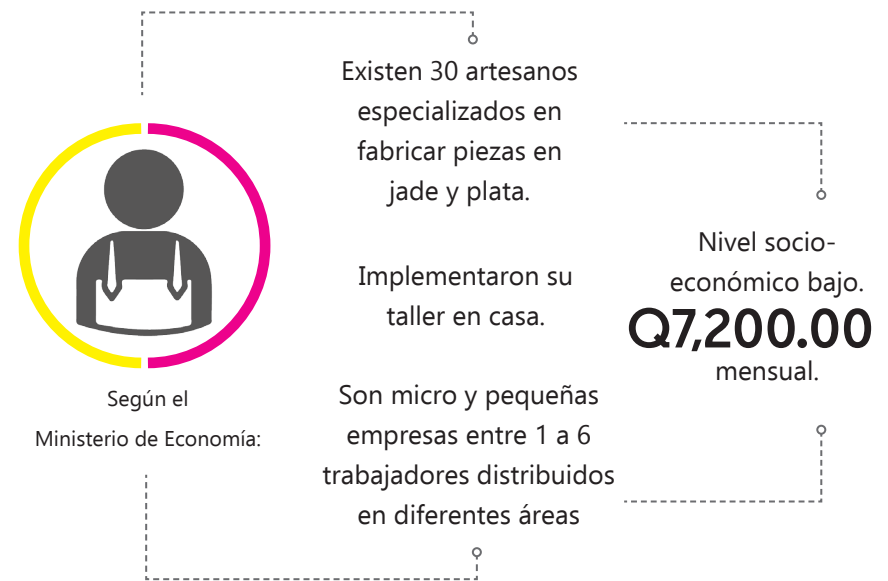 Existen 30 artesanos
especializados en
fabricar piezas en
jade y plata.
Implementaron su
taller en casa.
Son micro y pequeñas
empresas entre 1 a 6
trabajadores distribuidos
en diferentes áreas
Según el
Ministerio de Economía:
Nivel socio-
económico bajo.
Q7,200.00
mensual.